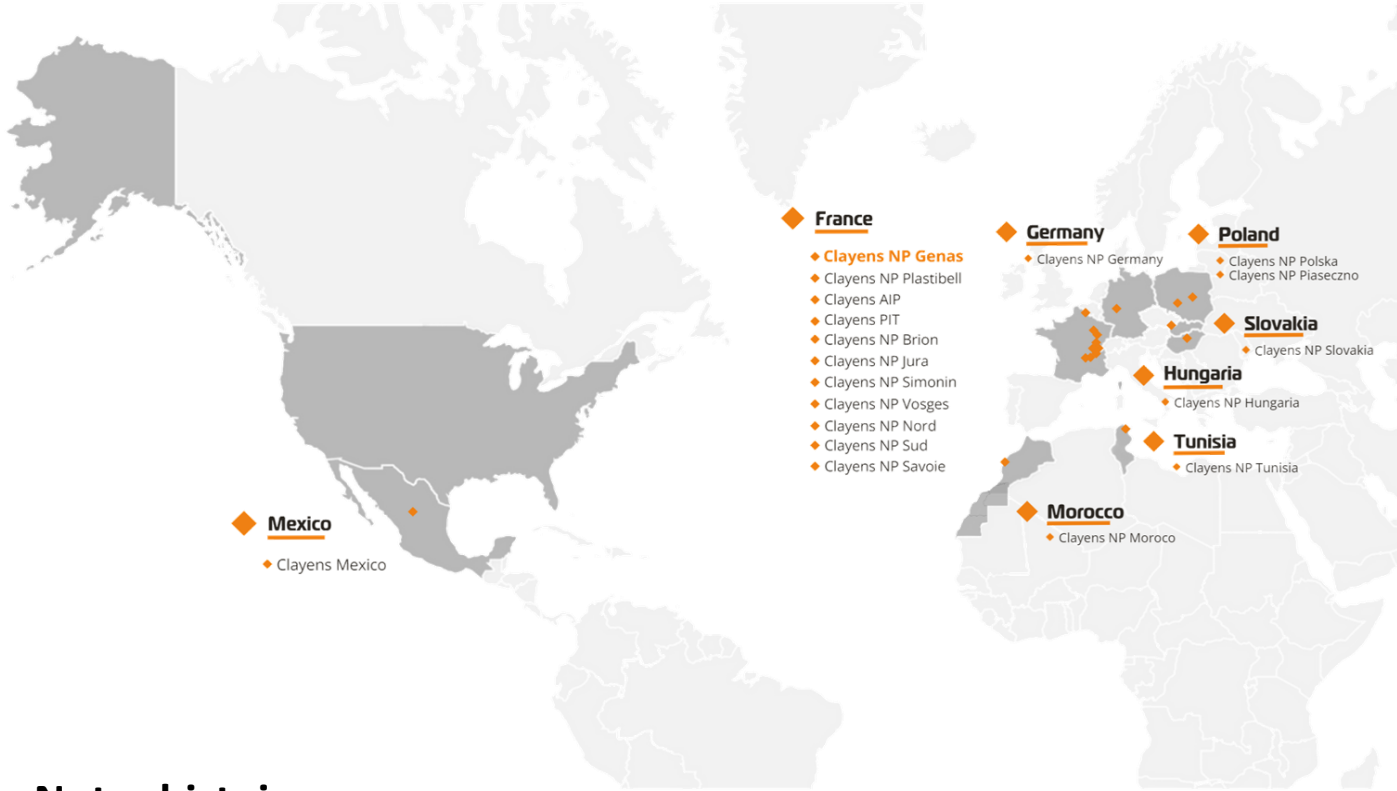 France
Clayens NP Genas
Clayens NP Plastibell
Clayens AIP
Clayens PIT
Clayens NP Brion
Clayens NP Jura
Clayens NP Simonin
Clayens NP Vosges
Clayens NP Nord
Clayens NP Sud
Clayens NP Savoie
Germany
Clayens NP Germany
Poland
Clayens NP Polska
Clayens NP Piaseczno
Slovakia
Clayens NP Slovakia
Hungaria
Clayens NP Hungaria
Tunisia
Clayens NP Tunisia
Morocco
Clayens NP Moroco
Mexico
Clayens Mexico